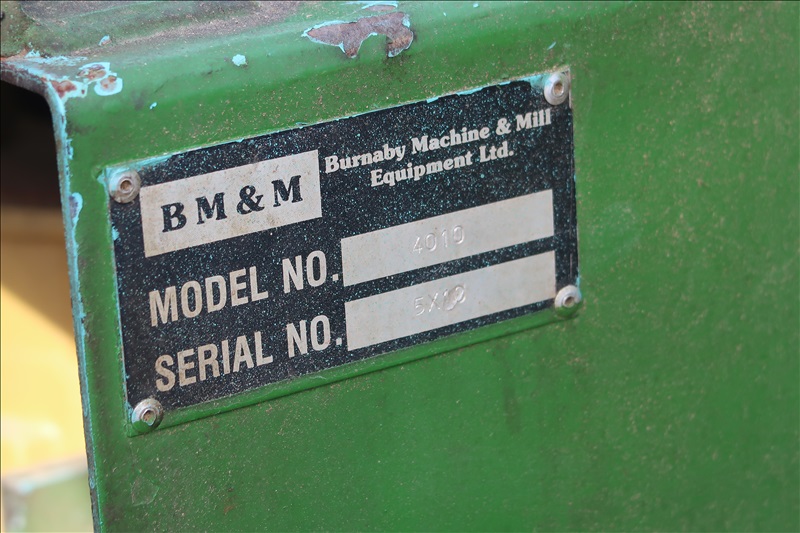 BM&M
Burnaby Machine & Mill
Equipment Ltd.
MODEL NO. 4010
SERIAL NO.